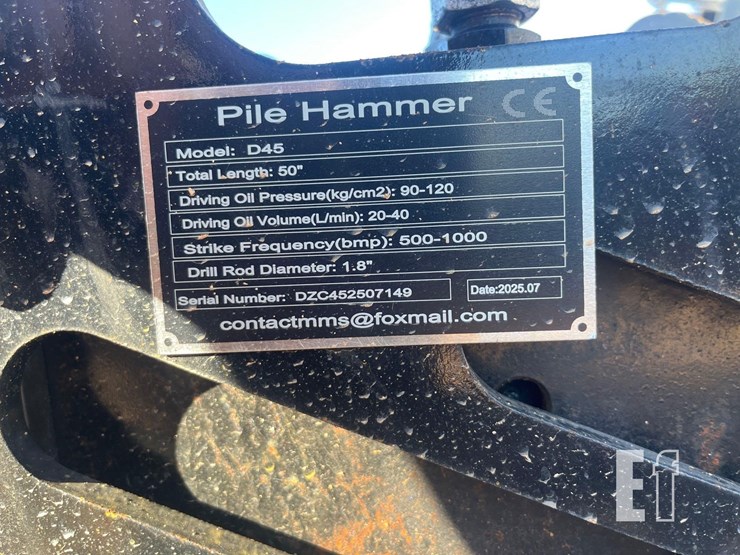 Pile Hammer CE
Model: D45
Total Length: 50"
Driving Oil Pressure(kg/cm2): 90-120
Driving Oil Volume(L/min): 20-40
Strike Frequency(bmp): 500-1000
Drill Rod Diameter: 1.8"
Serial Number: DZC452507149 Date:2025.07
contactmms@foxmail.com
Ef